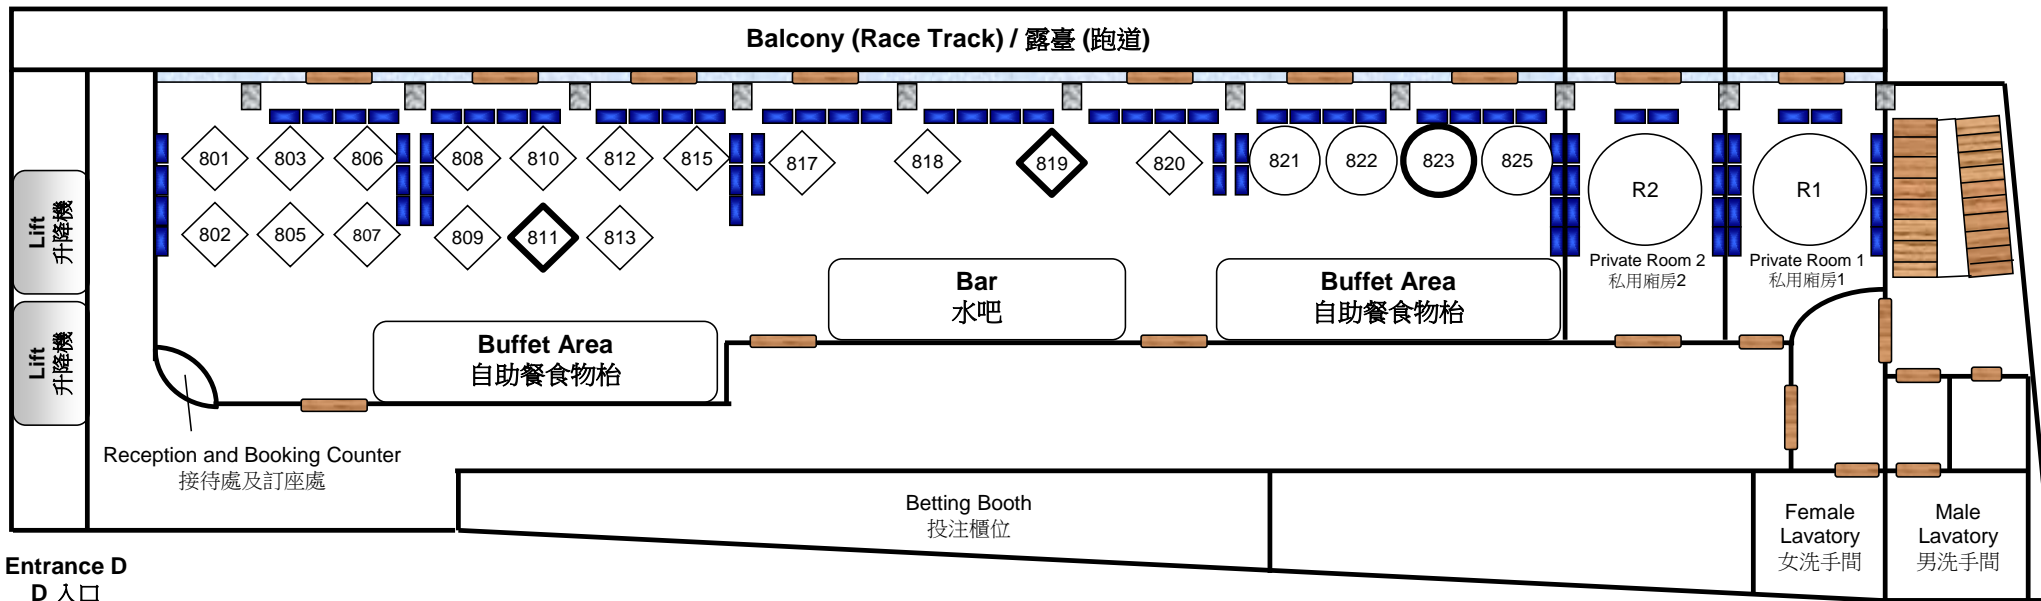 Balcony (Race Track) / 露臺 (跑道)
801
803
806
808
810
812
815
817
818
819
820
821
822
823
825
R2
R1
802
805
807
809
811
813
Lift
升降機
Lift
升降機
Private Room 2
私用廂房2
Private Room 1
私用廂房1
Bar
水吧
Buffet Area
自助餐食物枱
Buffet Area
自助餐食物枱
Reception and Booking Counter
接待處及訂座處
Betting Booth
投注櫃位
Female
Lavatory
女洗手間
Male
Lavatory
男洗手間
Entrance D
D 入口